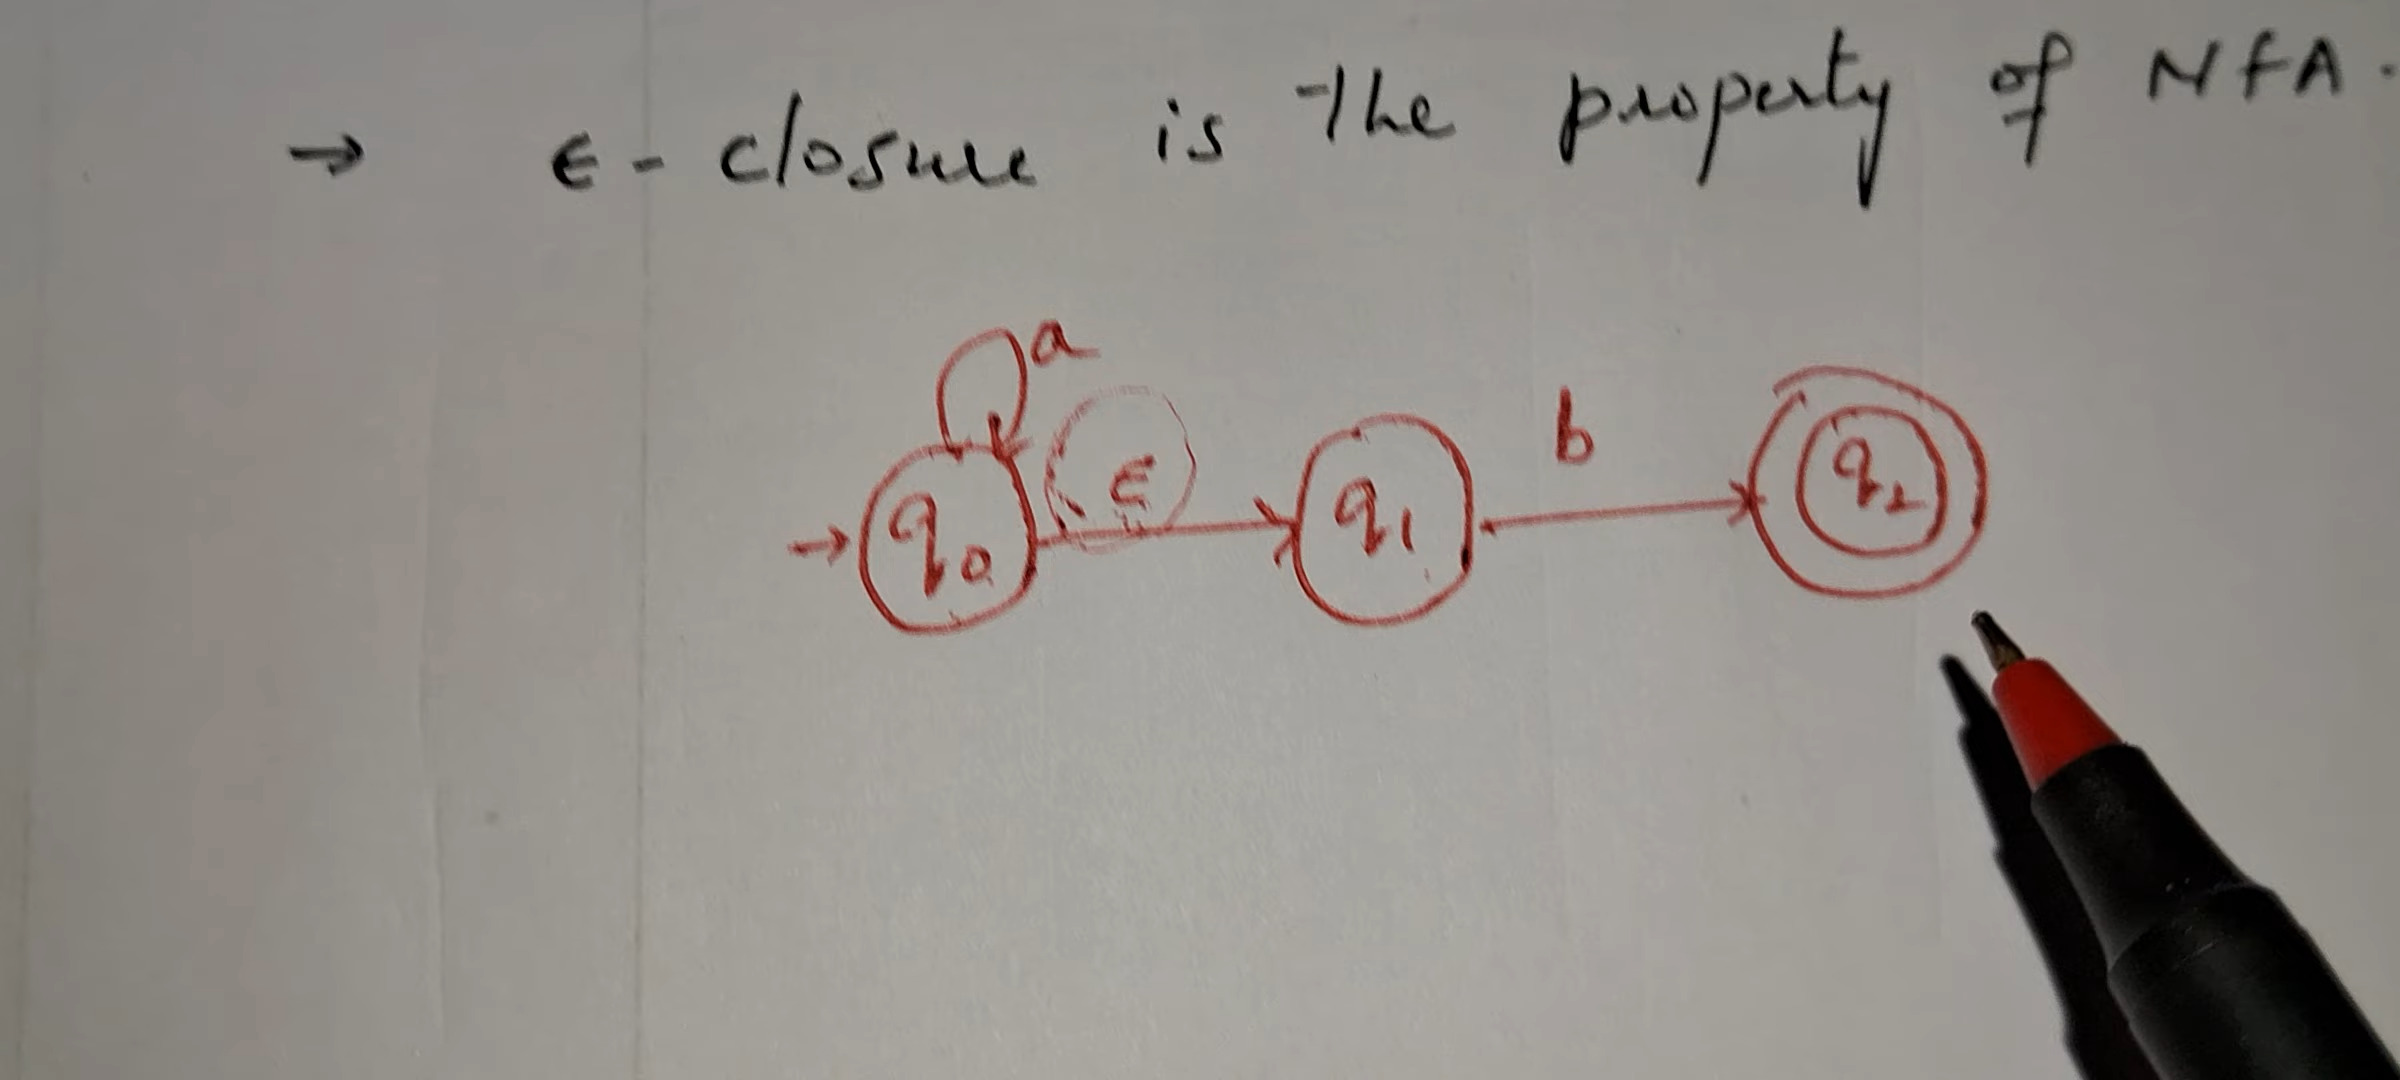 → ϵ - closure is the property of NFA.
a
ϵ
b
→ q₀
q₁
q₂